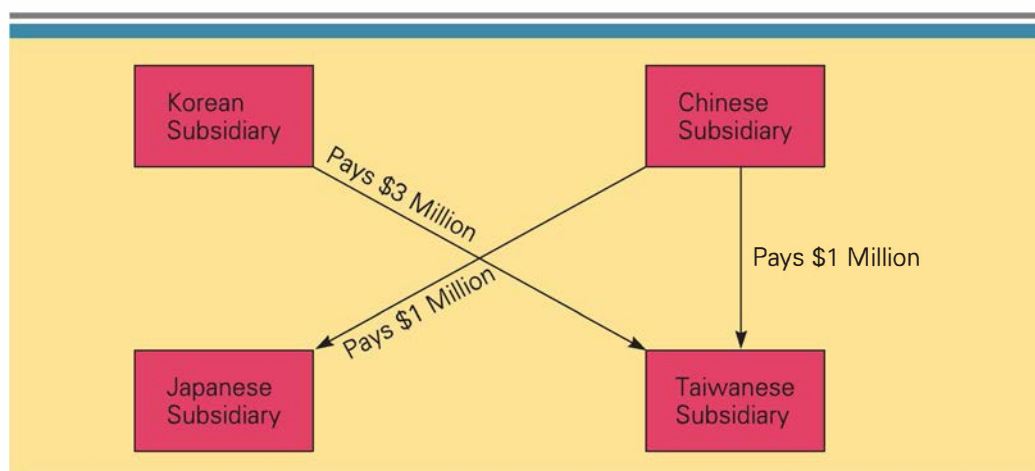 Korean
Subsidiary
Chinese
Subsidiary
Pays $3 Million
Pays $1 Million
Pays $1 Million
Japanese
Subsidiary
Taiwanese
Subsidiary